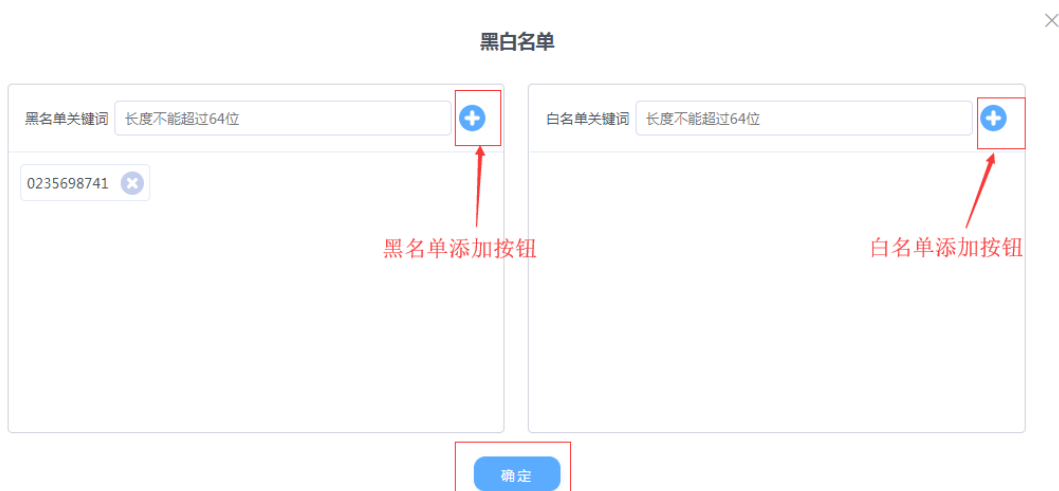 黑白名单
黑名单关键词 长度不能超过64位
白名单关键词 长度不能超过64位
0235698741
黑名单添加按钮
白名单添加按钮
确定